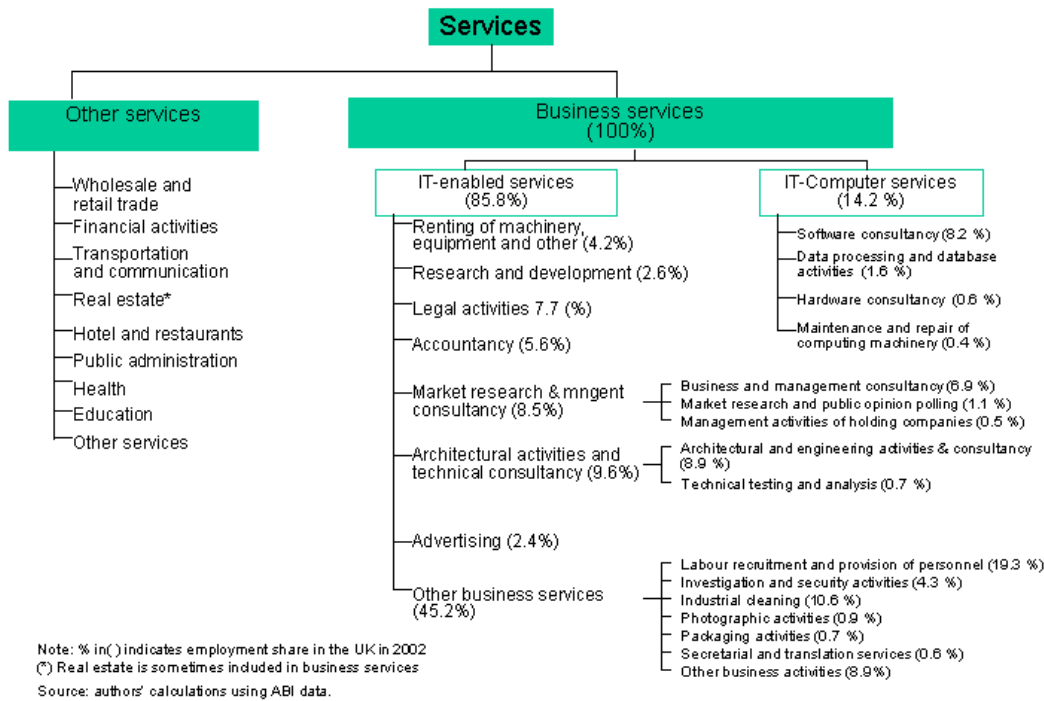 Services
Other services
Business services
(100%)
Wholesale and
retail trade
Financial activities
Transportation
and communication
Real estate*
Hotel and restaurants
Public administration
Health
Education
Other services
IT-enabled services
(85.8%)
Renting of machinery,
equipment and other (4.2%)
Research and development (2.6%)
Legal activities 7.7 (%)
Accountancy (5.6%)
Market research & mngent
consultancy (8.5%)
Architectural activities and
technical consultancy (9.6%)
Advertising (2.4%)
Other business services
(45.2%)
IT-Computer services
(14.2 %)
Software consultancy (8.2 %)
Data processing and database
activities (1.6 %)
Hardware consultancy (0.6 %)
Maintenance and repair of
computing machinery (0.4 %)
Business and management consultancy (6.9 %)
Market research and public opinion polling (1.1 %)
Management activities of holding companies (0.5 %)
Architectural and engineering activities & consultancy
(8.9 %)
Technical testing and analysis (0.7 %)
Labour recruitment and provision of personnel (19.3 %)
Investigation and security activities (4.3 %)
Industrial cleaning (10.6 %)
Photographic activities (0.9 %)
Packaging activities (0.7 %)
Secretarial and translation services (0.6 %)
Other business activities (8.9%)
Note: % in( ) indicates employment share in the UK in 2002
(*) Real estate is sometimes included in business services
Source: authors' calculations using ABI data.